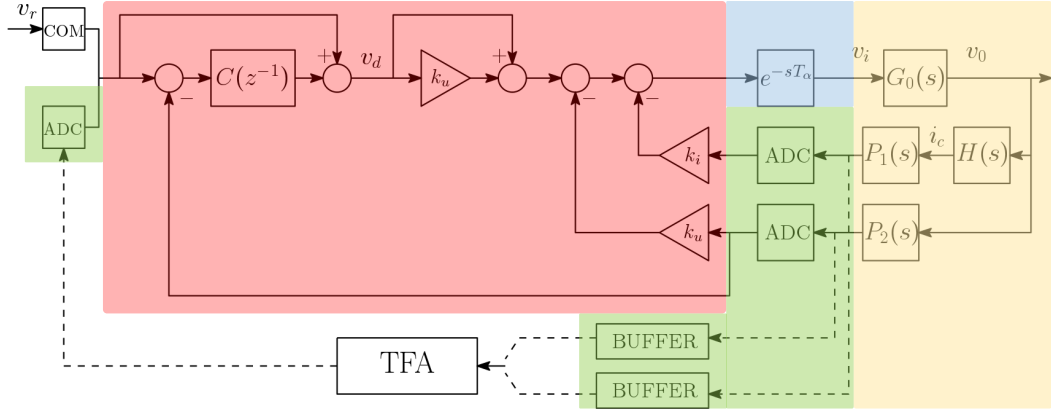 v_r
COM
ADC
−
C(z^{-1})
+
v_d
k_u
+
−
−
e^{-sT_α}
v_i
G_0(s)
v_0
k_i
ADC
P_1(s)
i_c
H(s)
k_u
ADC
P_2(s)
TFA
BUFFER
BUFFER